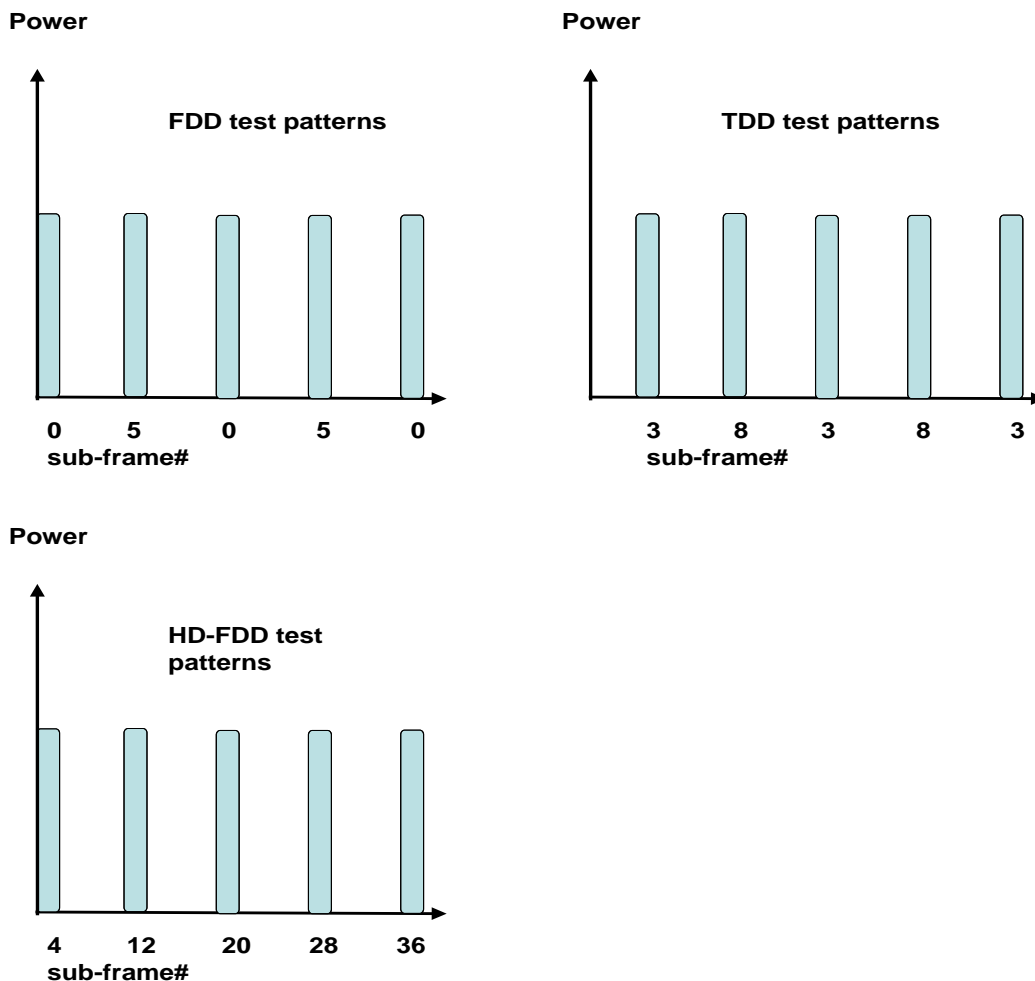 Power
FDD test patterns
0 5 0 5 0
sub-frame#
Power
TDD test patterns
3 8 3 8 3
sub-frame#
Power
HD-FDD test
patterns
4 12 20 28 36
sub-frame#